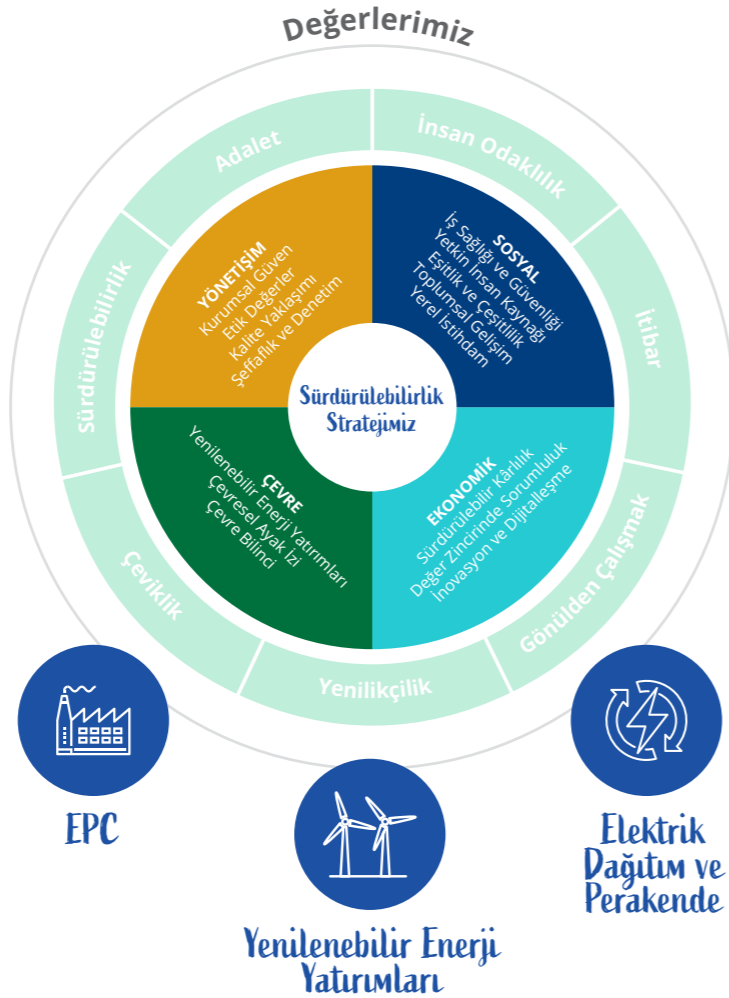 Değerlerimiz
Adalet
İnsan Odaklılık
Sürdürülebilirlik
İtibar
Çeviklik
Gönülden Çalışmak
Yenilikçilik
YÖNETİŞİM
Kurumsal Güven
Etik Değerler
Kalite Yaklaşımı
Şeffaflık ve Denetim
SOSYAL
İş Sağlığı ve Güvenliği
Yetkin İnsan Kaynağı
Eşitlik ve Çeşitlilik
Toplumsal Gelişim
Yerel İstihdam
Sürdürülebilirlik
Stratejimiz
ÇEVRE
Yenilenebilir Enerji Yatırımları
Çevresel Ayak İzi
Çevre Bilinci
EKONOMİK
Sürdürülebilir Kârlılık
Değer Zincirinde Sorumluluk
İnovasyon ve Dijitalleşme
EPC
Yenilenebilir Enerji
Yatırımları
Elektrik
Dağıtım ve
Perakende